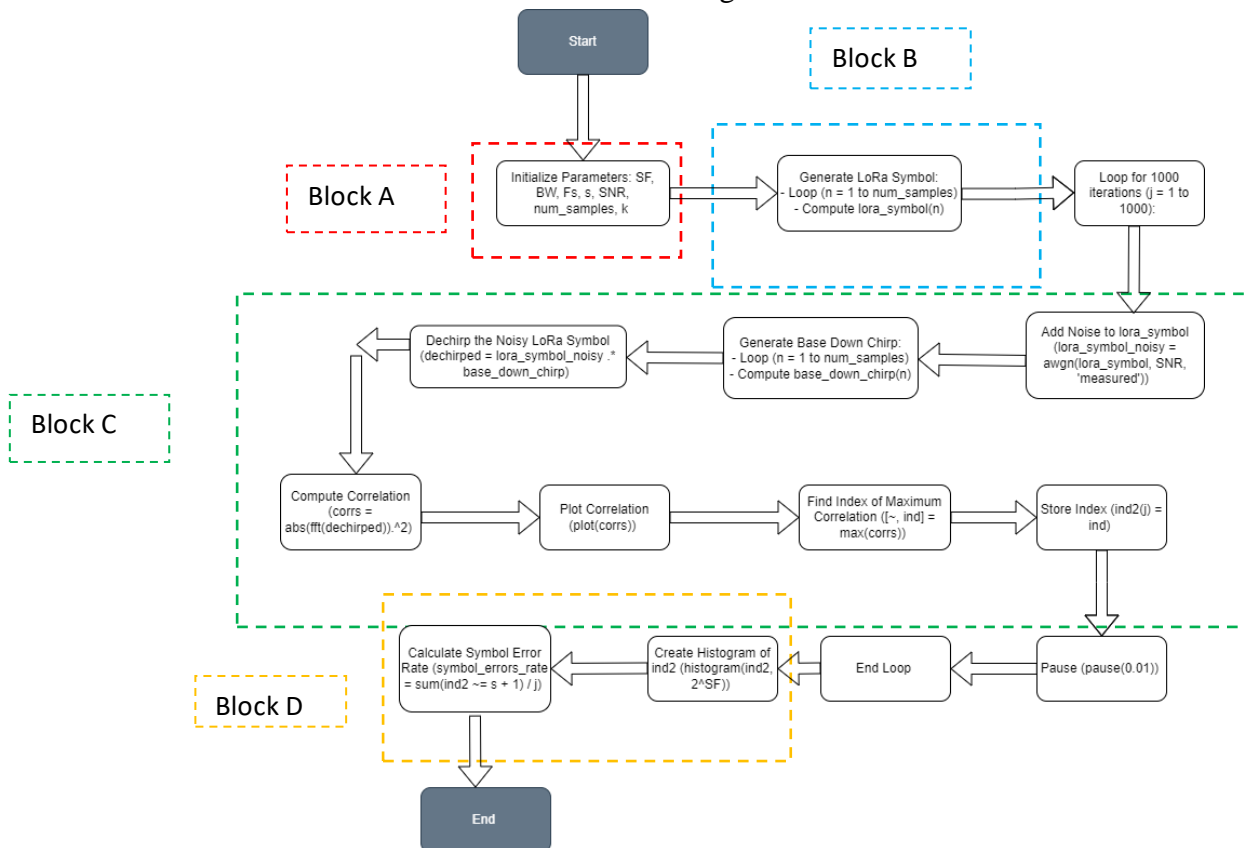 Start
Block B
Block A
Initialize Parameters: SF,
BW, Fs, s, SNR,
num_samples, k
Generate LoRa Symbol:
- Loop (n = 1 to num_samples)
- Compute lora_symbol(n)
Loop for 1000
iterations (j = 1 to
1000):
Add Noise to lora_symbol
(lora_symbol_noisy =
awgn(lora_symbol, SNR,
'measured'))
Generate Base Down Chirp:
- Loop (n = 1 to num_samples)
- Compute base_down_chirp(n)
Dechirp the Noisy LoRa Symbol
(dechirped = lora_symbol_noisy .*
base_down_chirp)
Block C
Compute Correlation
(corrs =
abs(fft(dechirped)).^2)
Plot Correlation
(plot(corrs))
Find Index of Maximum
Correlation ([~, ind] =
max(corrs))
Store Index (ind2(j) =
ind)
Pause (pause(0.01))
End Loop
Create Histogram of
ind2 (histogram(ind2,
2^SF))
Calculate Symbol Error
Rate (symbol_errors_rate
= sum(ind2 ~= s + 1) / j)
Block D
End